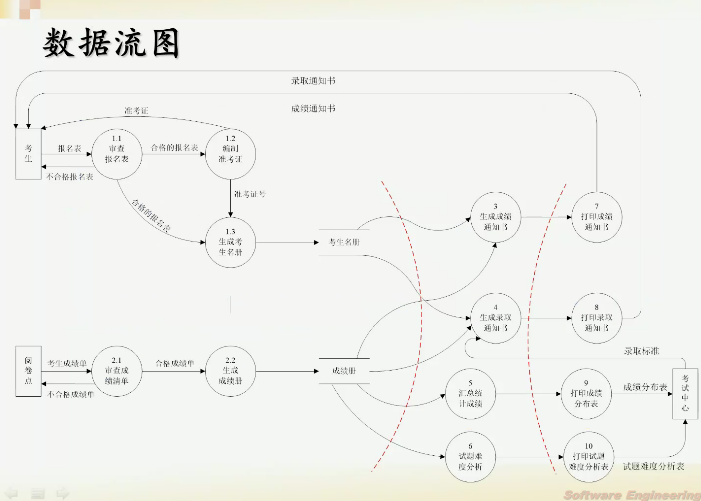 数据流图
录取通知书
成绩通知书
准考证
考
生
报名表
不合格报名表
1.1
审查
报名表
合格的报名表
1.2
编制
准考证
准考证号
合格的报名表
1.3
生成考
生名册
考生名册
3
生成成绩
通知书
7
打印成绩
通知书
4
生成录取
通知书
8
打印录取
通知书
录取标准
阅
卷
点
考生成绩单
不合格成绩单
2.1
审查成
绩清单
合格成绩单
2.2
生成
成绩册
成绩册
5
汇总统
计成绩
9
打印成绩
分布表
成绩分布表
考
试
中
心
6
试题难
度分析
10
打印试题
难度分析表
试题难度分析表
Software Engineering